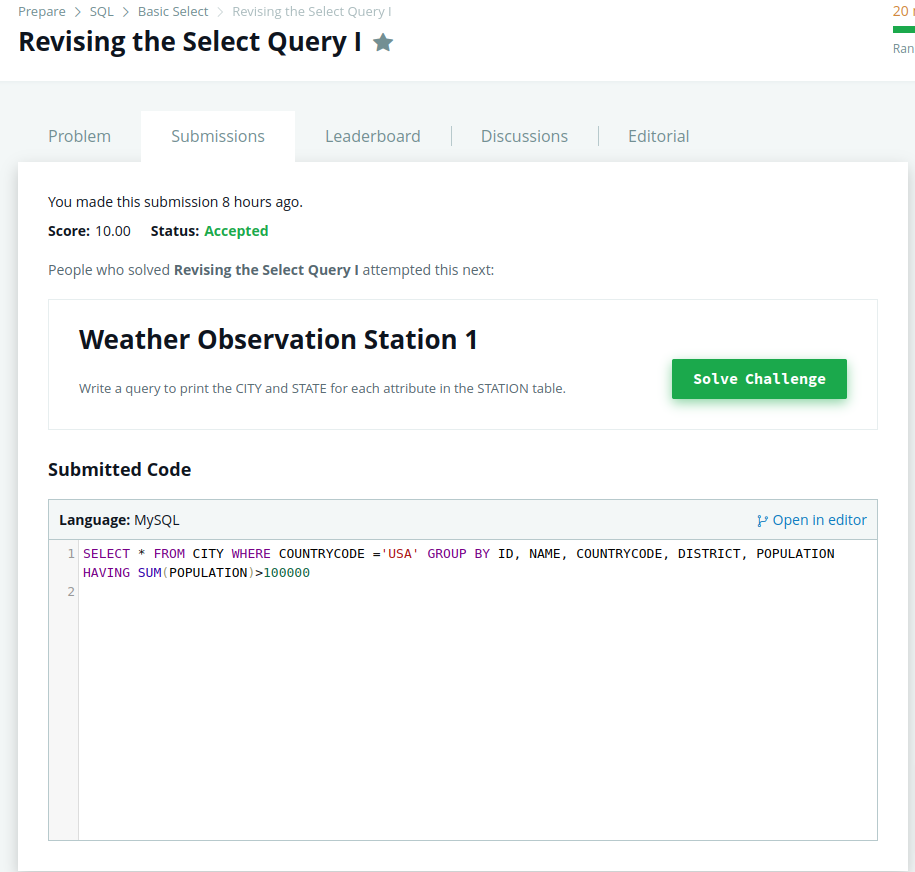 Prepare > SQL > Basic Select > Revising the Select Query I
20
Revising the Select Query I
Ran
Problem Submissions Leaderboard Discussions Editorial
You made this submission 8 hours ago.
Score: 10.00 Status: Accepted
People who solved Revising the Select Query I attempted this next:
Weather Observation Station 1
Write a query to print the CITY and STATE for each attribute in the STATION table.
Solve Challenge
Submitted Code
Language: MySQL Open in editor
1 SELECT * FROM CITY WHERE COUNTRYCODE ='USA' GROUP BY ID, NAME, COUNTRYCODE, DISTRICT, POPULATION
HAVING SUM(POPULATION)>100000
2